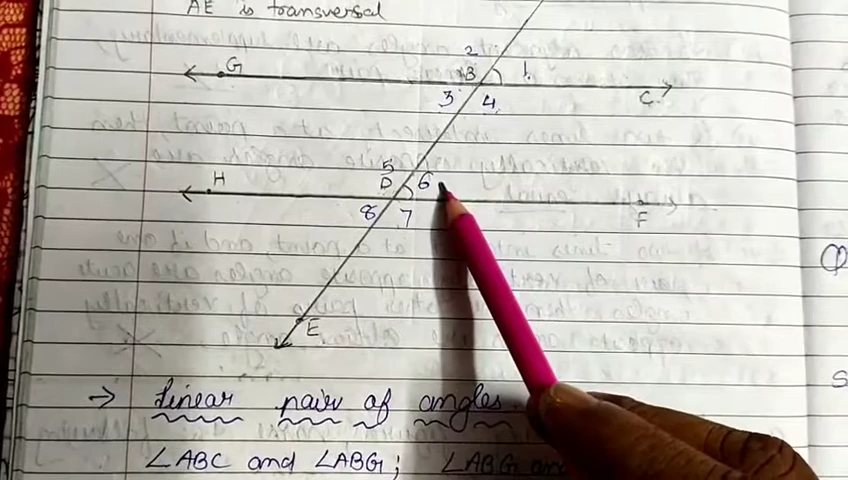 AE is transversal
2
G B 1
3 4 C
5
H D 6
8 7 F
E
→ Linear pair of angles
∠ABC and ∠ABG; ∠ABG and